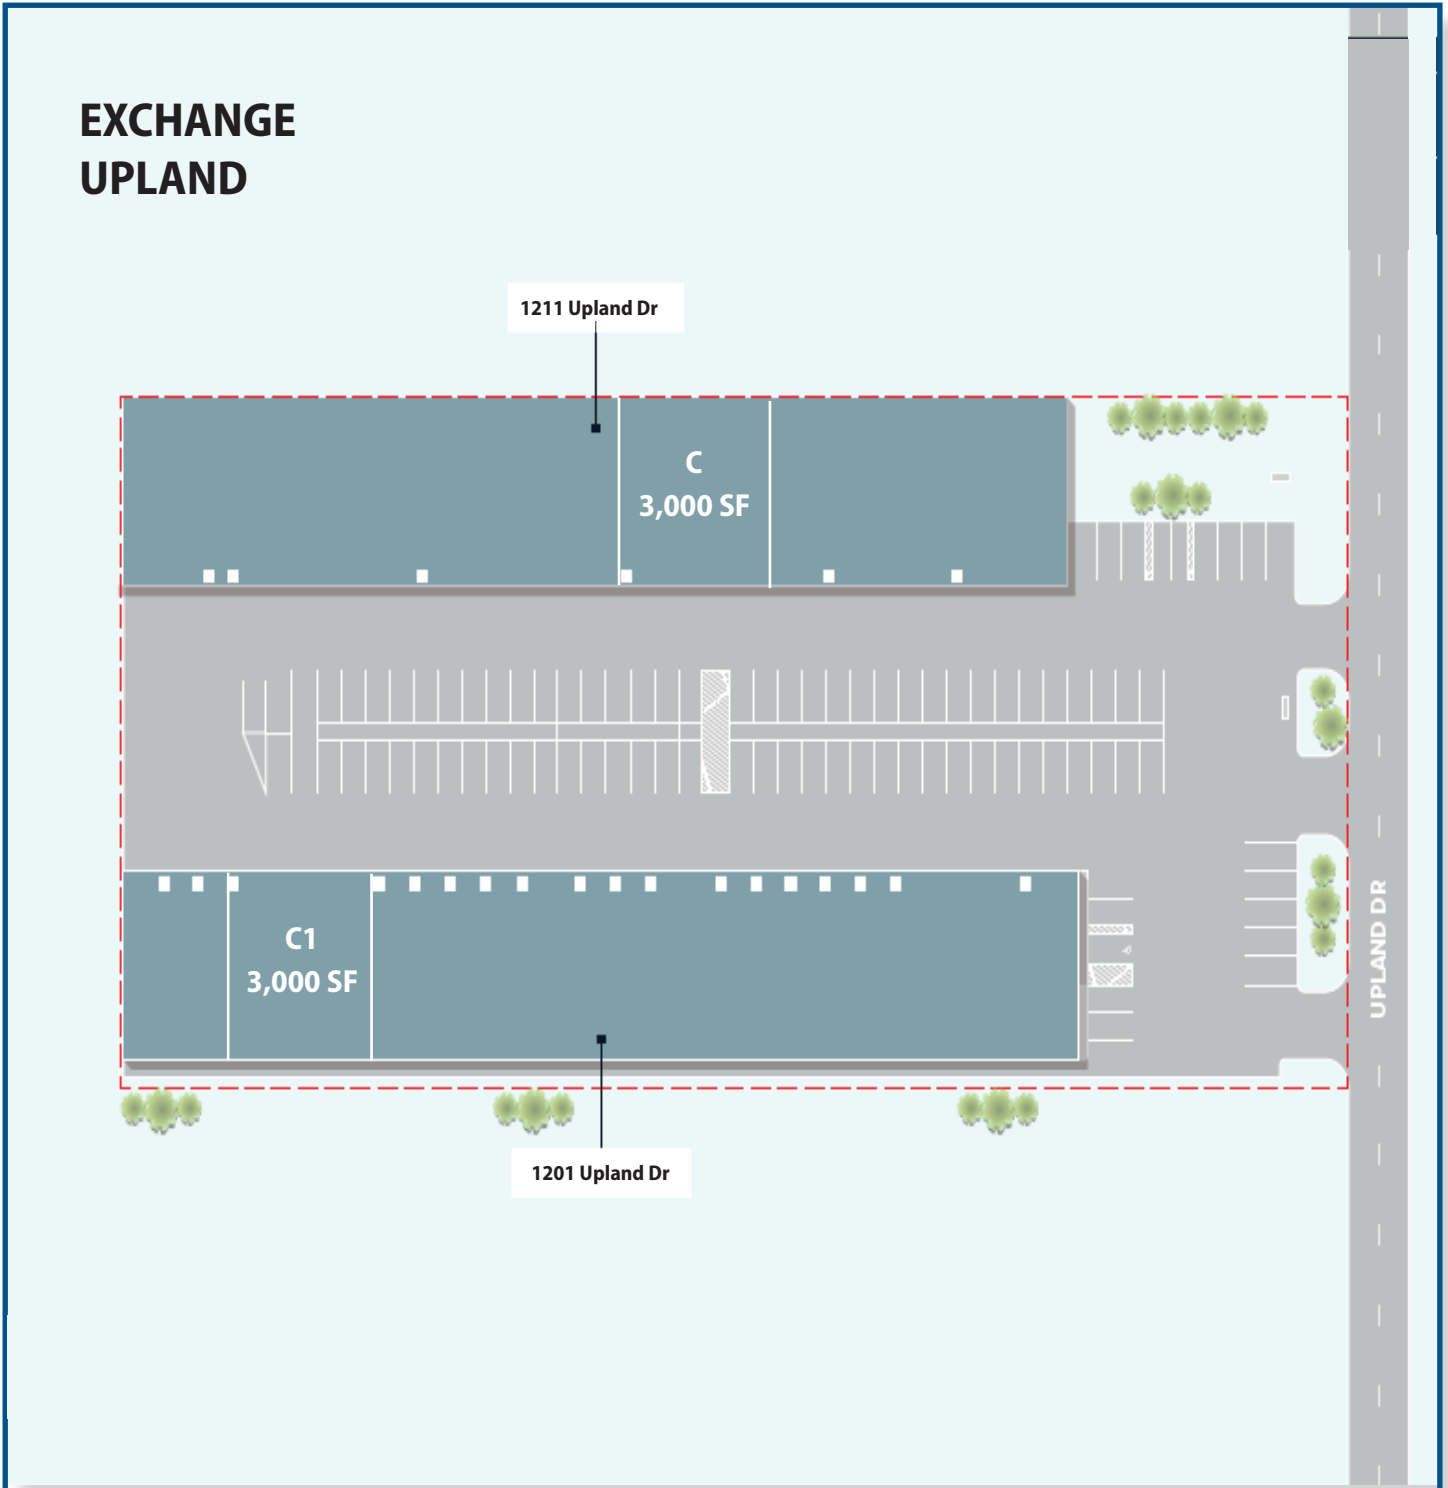 EXCHANGE
UPLAND
1211 Upland Dr
C
3,000 SF
C1
3,000 SF
UPLAND DR
1201 Upland Dr